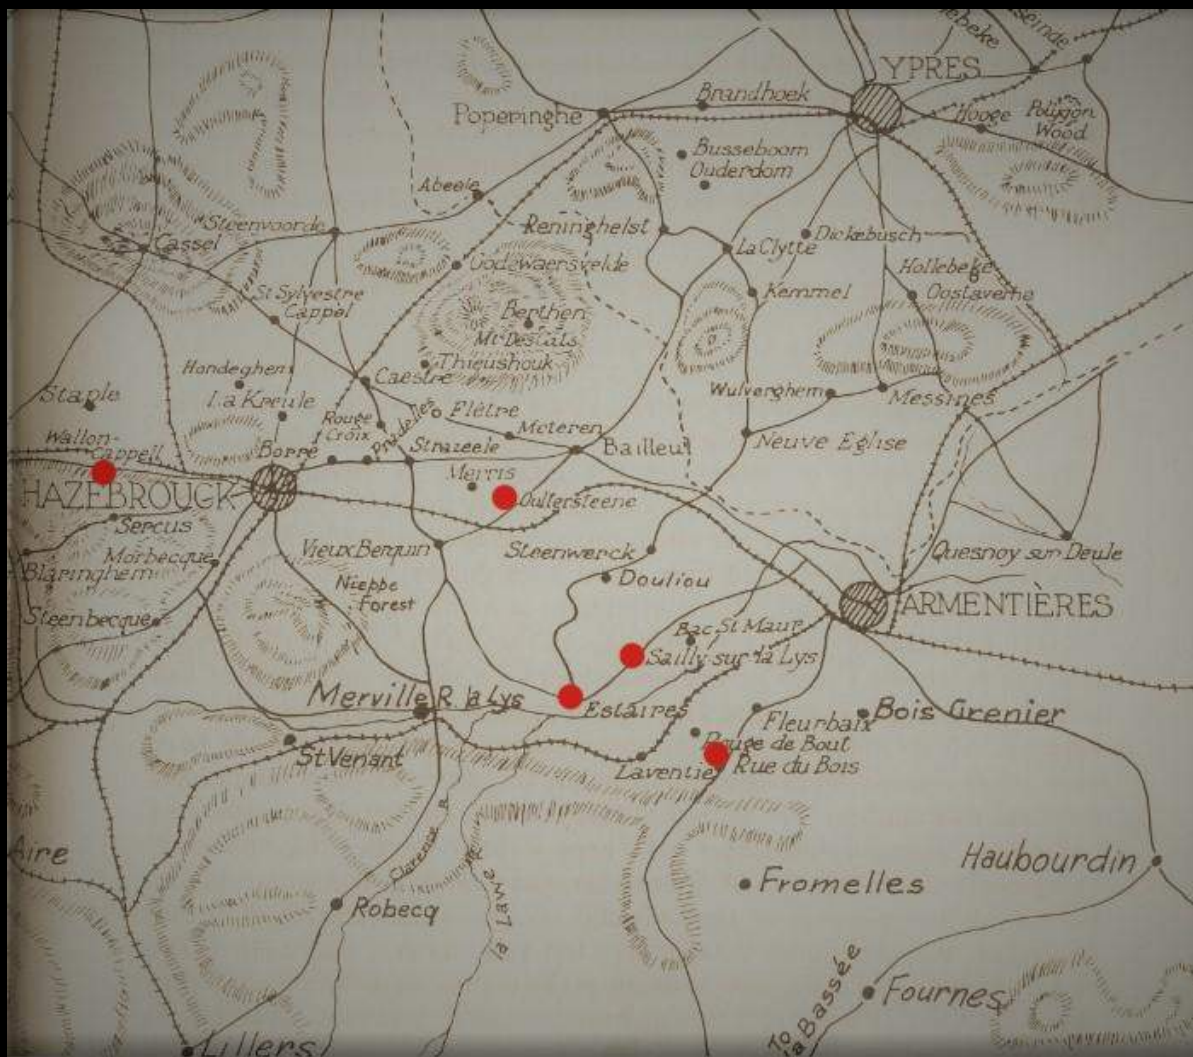 YPRES
Brandhoek
Poperinghe
Hooge
Polygon
Wood
Busseboom
Ouderdom
Abeele
Steenvoorde
Reninghelst
Dickebusch
Cassel
La Clytte
Godewaersvelde
Hollebeke
St Sylvestre
Cappel
Kemmel
Oostaverne
Berthen
Mt Des Cats
Thieushouk
Hondeghen
Caestre
Staple
La Kreule
Wulverghem
Messines
Rouge
Croix
Pradelles
Flêtre
Meteren
Neuve Eglise
Wallon-
cappell
Borre
Strazeele
Bailleul
Merris
HAZEBROUCK
Outtersteene
Sercus
Morbecque
Vieux Berquin
Steenwerck
Quesnoy sur Deule
Blaringhem
Nieppe
Forest
Doulieu
ARMENTIÈRES
Steenbecque
Bac St Maur
Sailly sur la Lys
Merville
R la Lys
Estaires
Fleurbaix
Bois Grenier
St Venant
Rouge de Bout
Laventie
Rue du Bois
Aire
Clarence R
la Lawe R
Haubourdin
Fromelles
Robecq
Fournes
To
la Bassée
Lillers